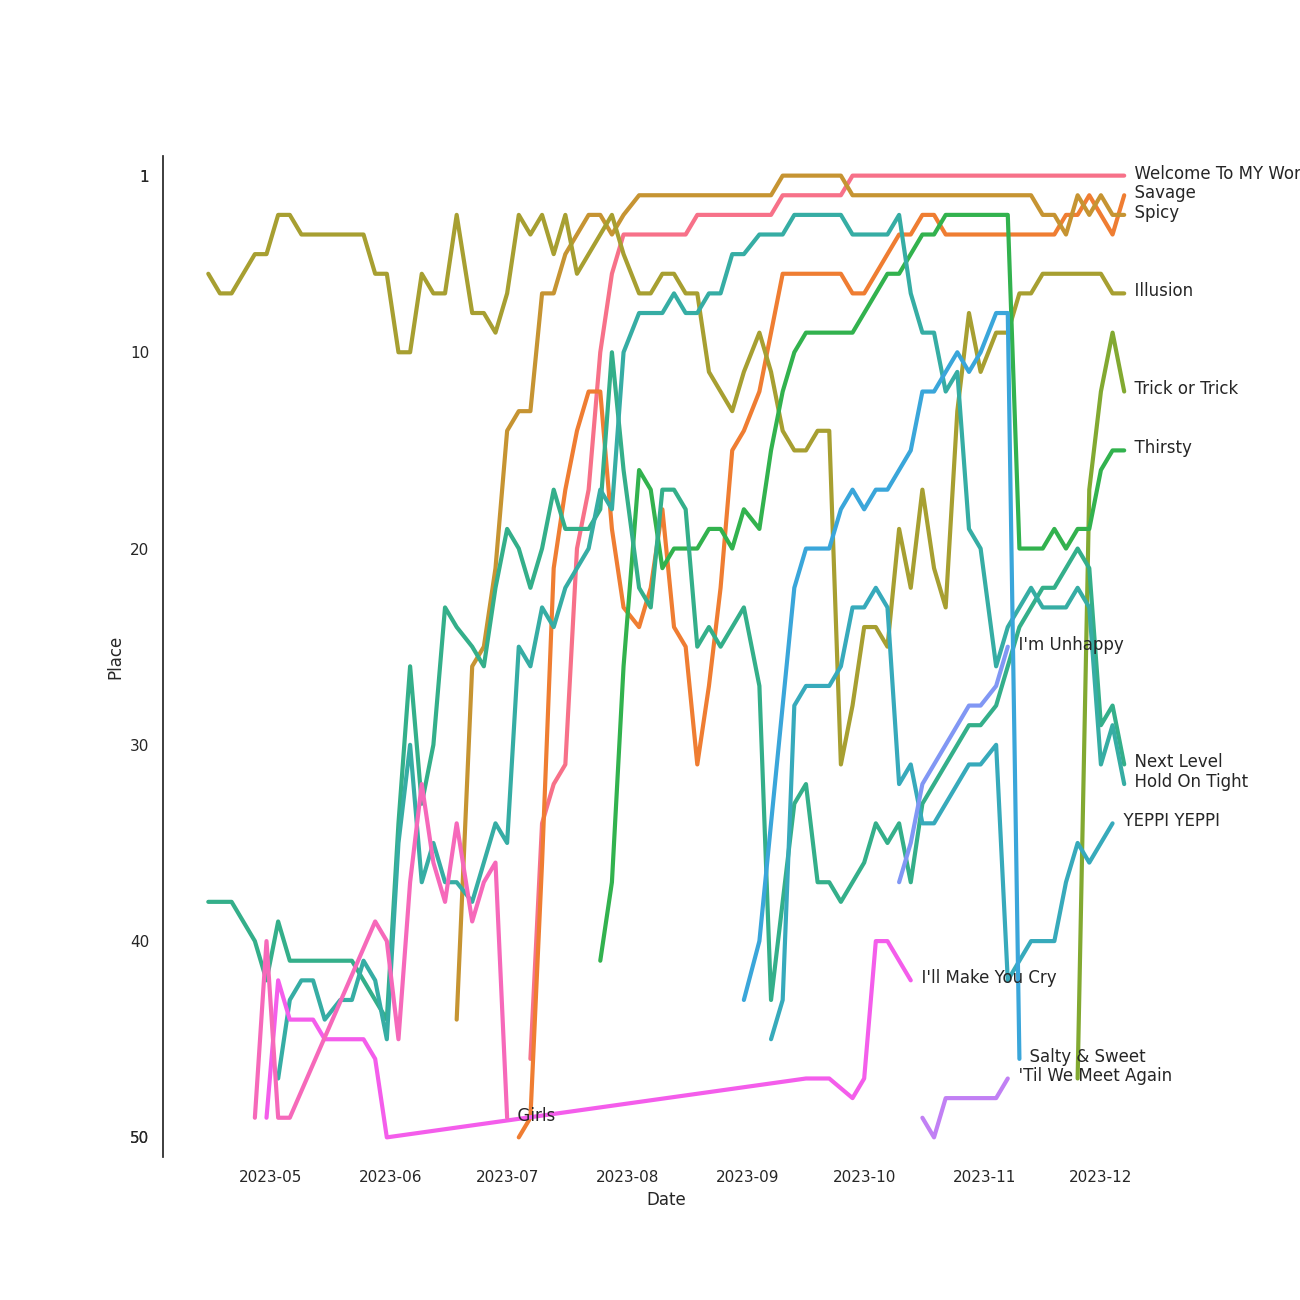 1
10
20
30
40
50
Place
2023-05
2023-06
2023-07
2023-08
2023-09
2023-10
2023-11
2023-12
Date
Welcome To MY Wor
Savage
Spicy
Illusion
Trick or Trick
Thirsty
I'm Unhappy
Next Level
Hold On Tight
YEPPI YEPPI
I'll Make You Cry
Salty & Sweet
'Til We Meet Again
Girls